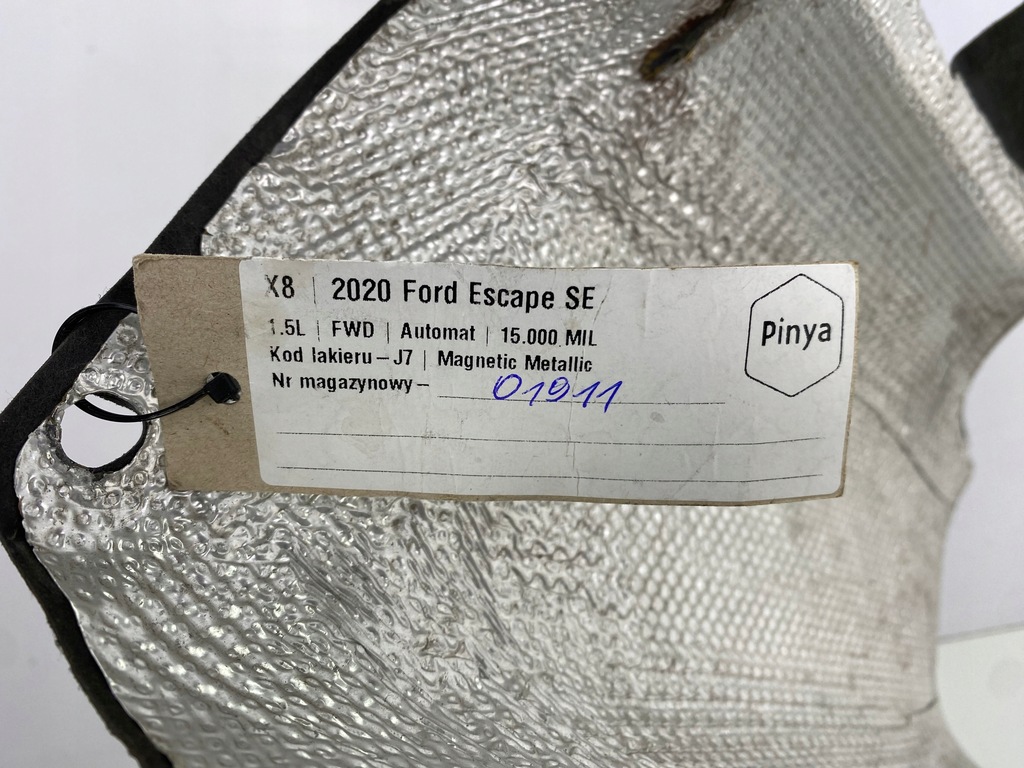 X8 | 2020 Ford Escape SE
1.5L | FWD | Automat | 15.000 MIL
Kod lakieru – J7 | Magnetic Metallic
Nr magazynowy – 01911
Pinya